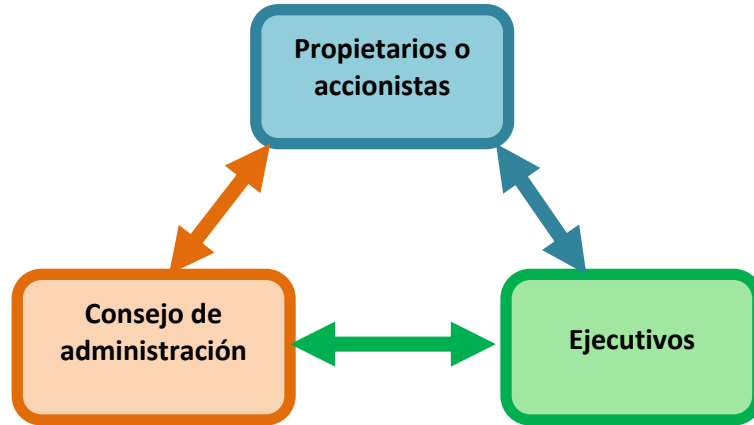 Propietarios o
accionistas
Consejo de
administración
Ejecutivos